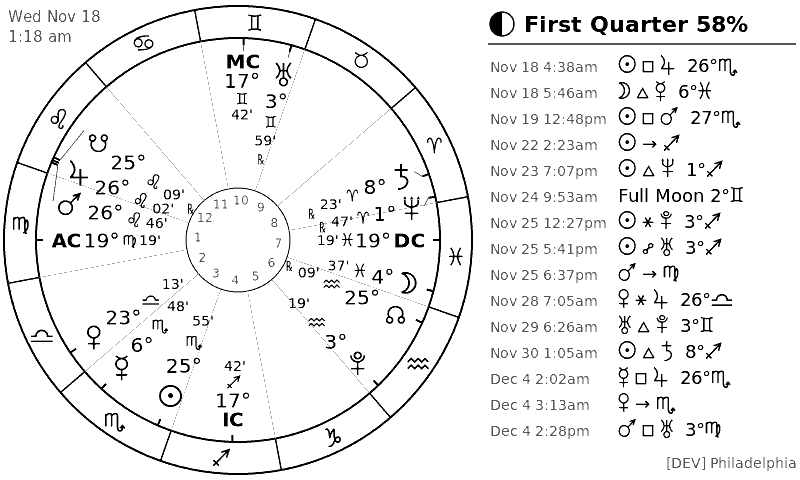 Wed Nov 18
1:18 am
◐ First Quarter 58%
Nov 18 4:38am ☉ □ ♃ 26°♏
Nov 18 5:46am ☽ △ ☿ 6°♓
Nov 19 12:48pm ☉ □ ♂ 27°♏
Nov 22 2:23am ☉ → ♐
Nov 23 7:07pm ☉ △ ♆ 1°♐
Nov 24 9:53am Full Moon 2°♊
Nov 25 12:27pm ☉ ⚹ ♇ 3°♐
Nov 25 5:41pm ☉ ☍ ♅ 3°♐
Nov 25 6:37pm ♂ → ♍
Nov 28 7:05am ♀ ⚹ ♃ 26°♎
Nov 29 6:26am ♅ △ ♇ 3°♊
Nov 30 1:05am ☉ △ ♄ 8°♐
Dec 4 2:02am ☿ □ ♃ 26°♏
Dec 4 3:13am ♀ → ♏
Dec 4 2:28pm ♂ □ ♅ 3°♍
[DEV] Philadelphia
♊
♋
♉
♌
♈
♍
♓
♎
♒
♏
♑
♐
MC
17°
♊
42'
♅
3°
♊
59'
℞
☋ 25° ♌ 09' ℞
♃ 26° ♌ 02'
♂ 26° ♌ 46'
AC 19° ♍ 19'
♄ 8° ♈ 23' ℞
♆ 1° ♈ 47' ℞
19' ♓ 19° DC
☽ 4° ♓ 37'
☊ 25° ♒ 09' ℞
♇ 3° ♒ 19'
♀ 23° ♎ 13'
☿ 6° ♏ 48'
☉ 25° ♏ 55'
42'
♐
17°
IC
1
2
3
4
5
6
7
8
9
10
11
12